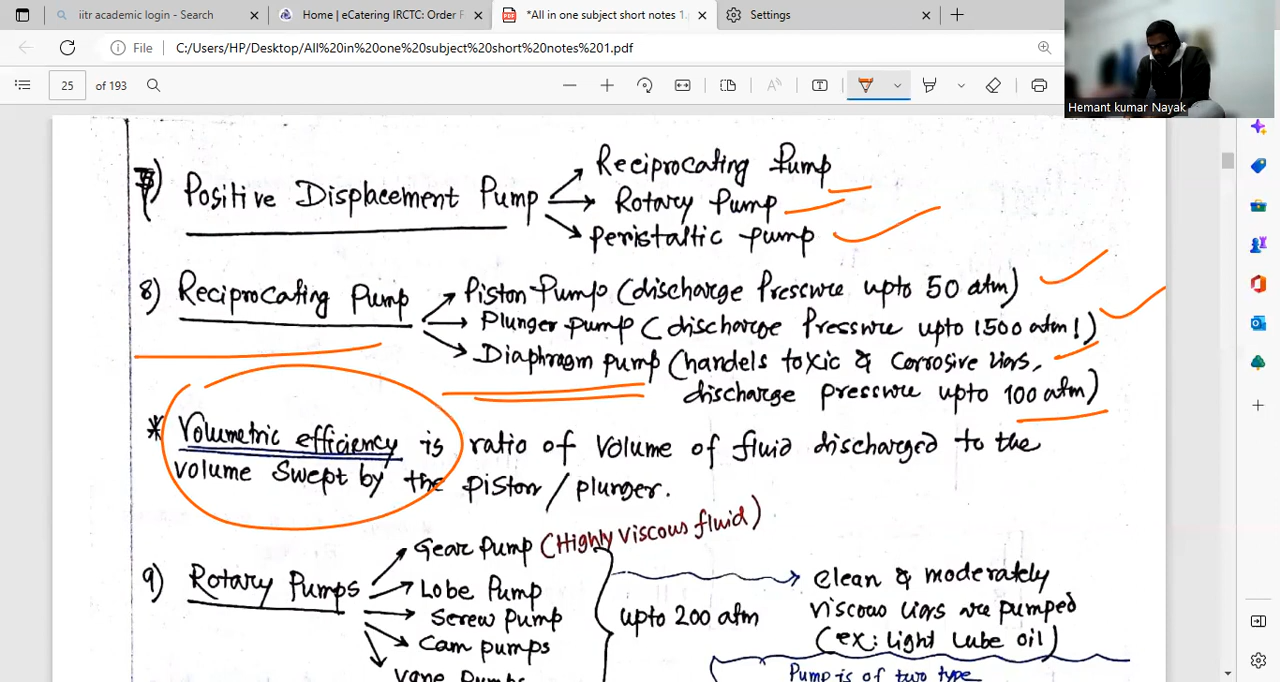 iitr academic login - Search
Home | eCatering IRCTC: Order F
*All in one subject short notes 1.p
Settings
File
C:/Users/HP/Desktop/All%20in%20one%20subject%20short%20notes%201.pdf
25 of 193
Hemant kumar Nayak
7) Positive Displacement Pump
Reciprocating Pump
Rotary Pump
peristaltic pump
8) Reciprocating Pump
Piston Pump (discharge Pressure upto 50 atm)
Plunger pump (discharge Pressure upto 1500 atm!)
Diaphragm pump (handels toxic & Corrosive liqrs,
discharge pressure upto 100 atm)
* Volumetric efficiency is ratio of volume of fluid discharged to the
volume swept by the piston/plunger.
9) Rotary Pumps
Gear Pump (Highly viscous fluid)
Lobe Pump
Screw pump
Cam pumps
Vane Pumps
upto 200 atm
clean & moderately
viscous liqrs are pumped
(ex: light lube oil)
Pump is of two type